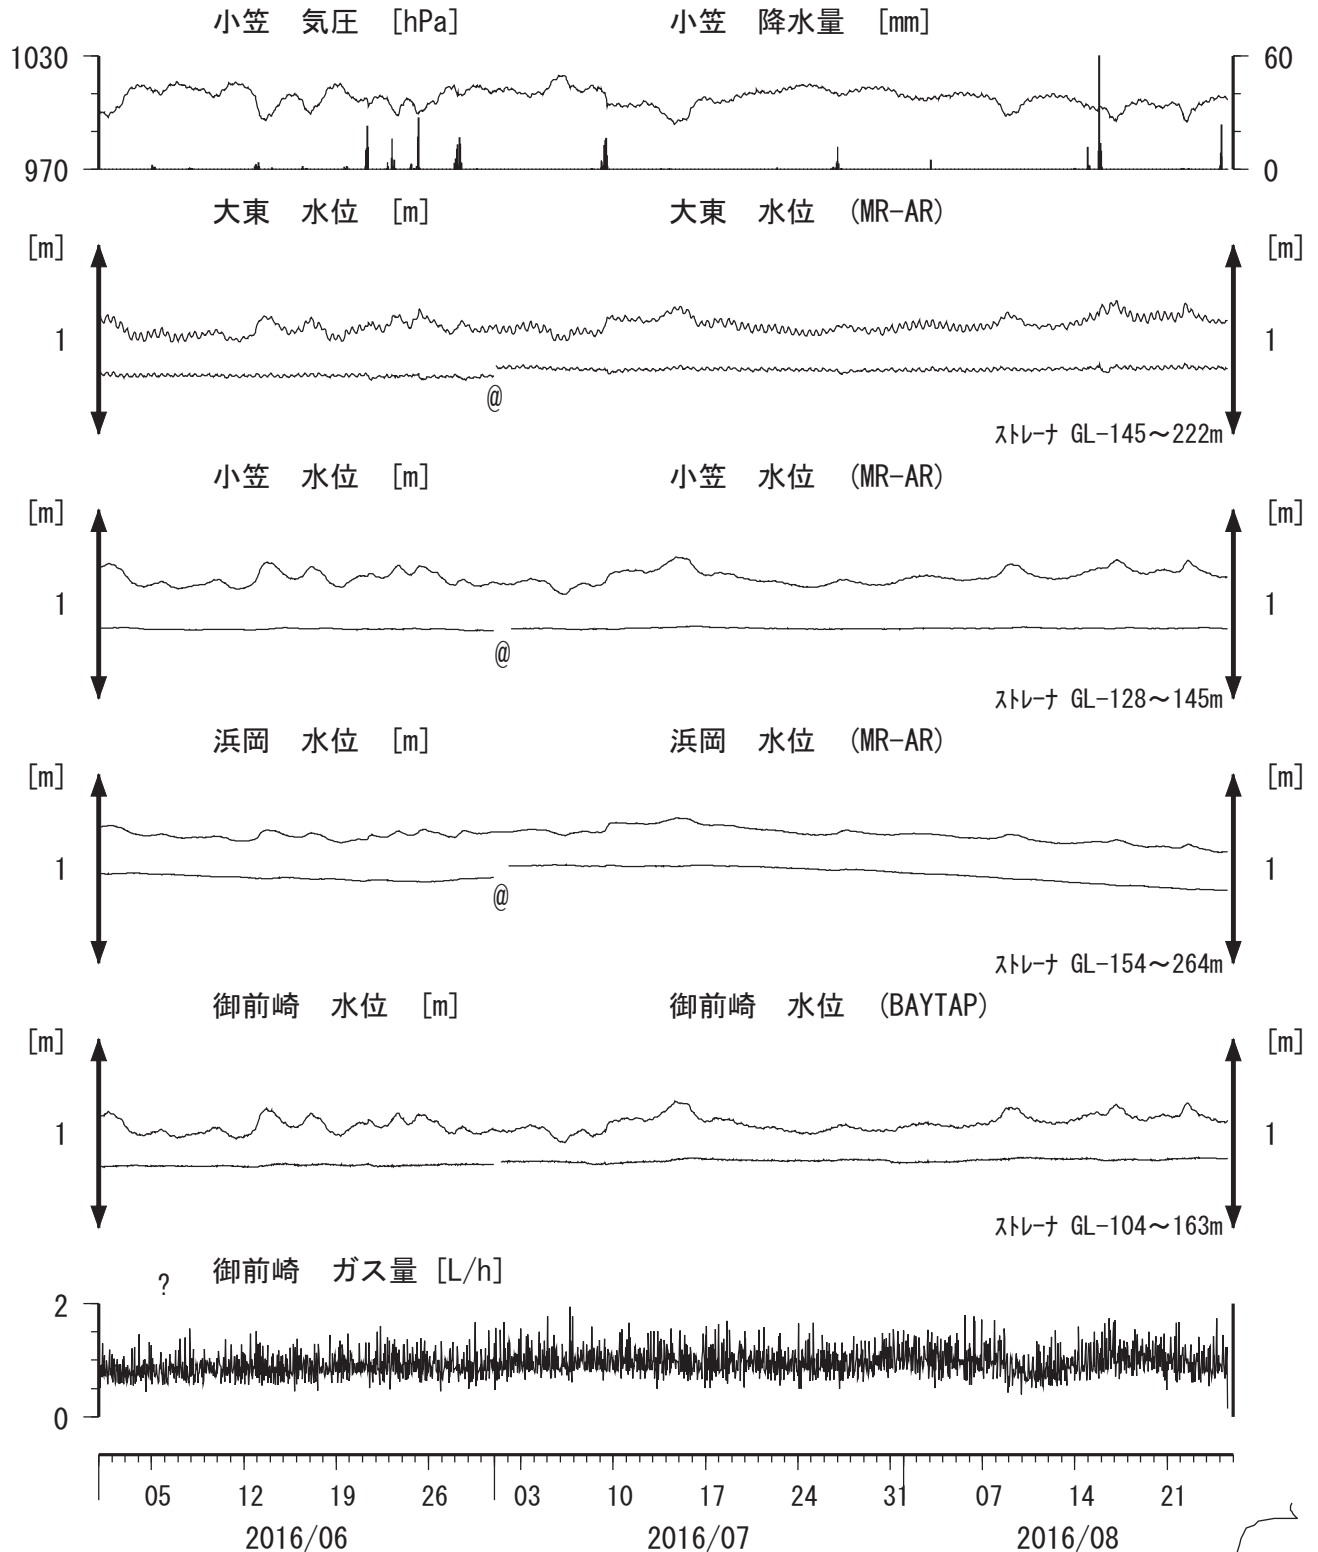 小笠　気圧　[hPa]　小笠　降水量　[mm]
1030　60
970　0
大東　水位　[m]　大東　水位　(MR-AR)
[m]　[m]
1　1
@
ストレーナ GL-145～222m
小笠　水位　[m]　小笠　水位　(MR-AR)
[m]　[m]
1　1
@
ストレーナ GL-128～145m
浜岡　水位　[m]　浜岡　水位　(MR-AR)
[m]　[m]
1　1
@
ストレーナ GL-154～264m
御前崎　水位　[m]　御前崎　水位　(BAYTAP)
[m]　[m]
1　1
ストレーナ GL-104～163m
?　御前崎　ガス量 [L/h]
2
0
05　12　19　26　03　10　17　24　31　07　14　21
2016/06　2016/07　2016/08